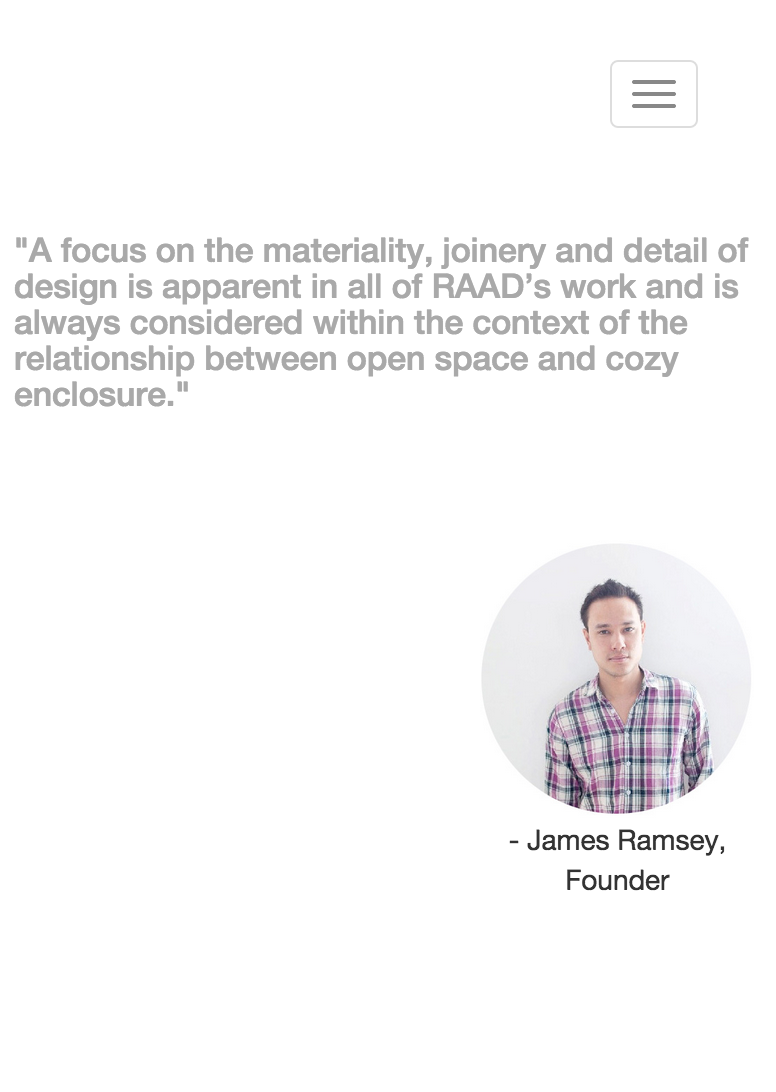 "A focus on the materiality, joinery and detail of
design is apparent in all of RAAD’s work and is
always considered within the context of the
relationship between open space and cozy
enclosure."
- James Ramsey,
Founder